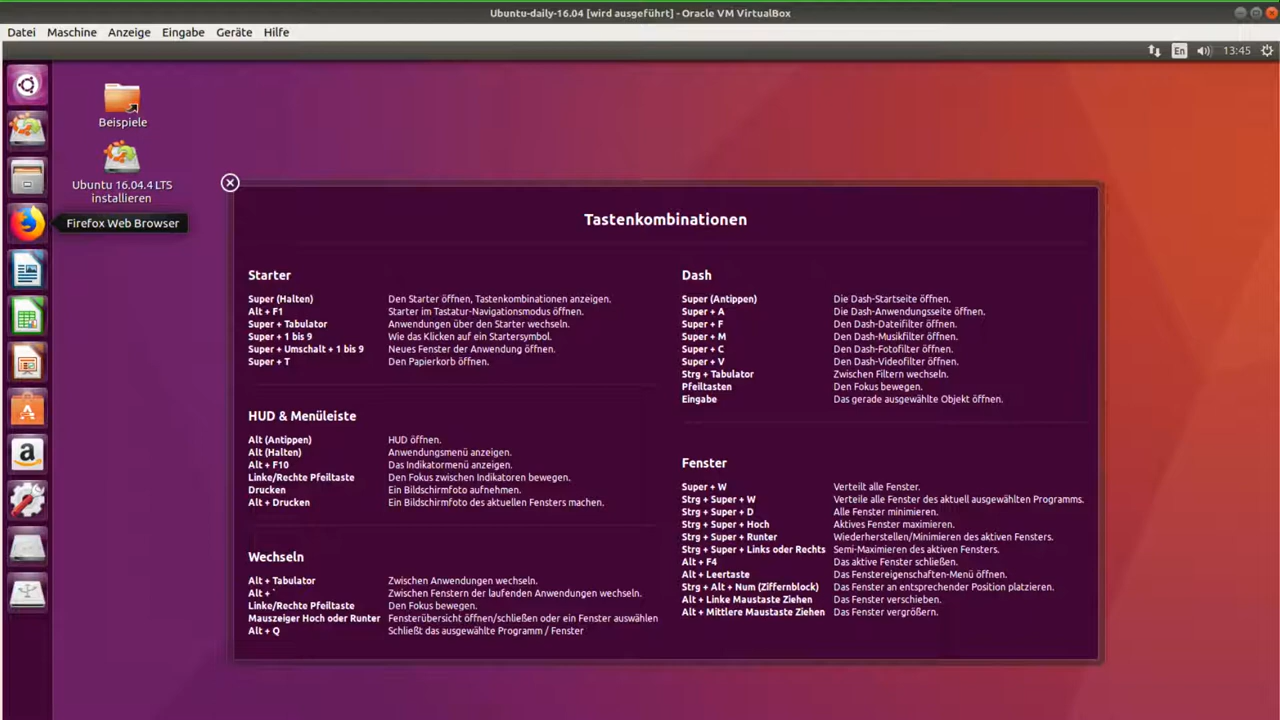 Ubuntu-daily-16.04 [wird ausgeführt] - Oracle VM VirtualBox
Datei Maschine Anzeige Eingabe Geräte Hilfe
En 13:45
Beispiele
Ubuntu 16.04.4 LTS
installieren
Firefox Web Browser
Tastenkombinationen
Starter
Super (Halten) Den Starter öffnen, Tastenkombinationen anzeigen.
Alt + F1 Starter im Tastatur-Navigationsmodus öffnen.
Super + Tabulator Anwendungen über den Starter wechseln.
Super + 1 bis 9 Wie das Klicken auf ein Startersymbol.
Super + Umschalt + 1 bis 9 Neues Fenster der Anwendung öffnen.
Super + T Den Papierkorb öffnen.
HUD & Menüleiste
Alt (Antippen) HUD öffnen.
Alt (Halten) Anwendungsmenü anzeigen.
Alt + F10 Das Indikatormenü anzeigen.
Linke/Rechte Pfeiltaste Den Fokus zwischen Indikatoren bewegen.
Drucken Ein Bildschirmfoto aufnehmen.
Alt + Drucken Ein Bildschirmfoto des aktuellen Fensters machen.
Wechseln
Alt + Tabulator Zwischen Anwendungen wechseln.
Alt + ` Zwischen Fenstern der laufenden Anwendungen wechseln.
Linke/Rechte Pfeiltaste Den Fokus bewegen.
Mauszeiger Hoch oder Runter Fensterübersicht öffnen/schließen oder ein Fenster auswählen
Alt + Q Schließt das ausgewählte Programm / Fenster
Dash
Super (Antippen) Die Dash-Startseite öffnen.
Super + A Die Dash-Anwendungsseite öffnen.
Super + F Den Dash-Dateifilter öffnen.
Super + M Den Dash-Musikfilter öffnen.
Super + C Den Dash-Fotofilter öffnen.
Super + V Den Dash-Videofilter öffnen.
Strg + Tabulator Zwischen Filtern wechseln.
Pfeiltasten Den Fokus bewegen.
Eingabe Das gerade ausgewählte Objekt öffnen.
Fenster
Super + W Verteilt alle Fenster.
Strg + Super + W Verteile alle Fenster des aktuell ausgewählten Programms.
Strg + Super + D Alle Fenster minimieren.
Strg + Super + Hoch Aktives Fenster maximieren.
Strg + Super + Runter Wiederherstellen/Minimieren des aktiven Fensters.
Strg + Super + Links oder Rechts Semi-Maximieren des aktiven Fensters.
Alt + F4 Das aktive Fenster schließen.
Alt + Leertaste Das Fenstereigenschaften-Menü öffnen.
Strg + Alt + Num (Ziffernblock) Das Fenster an entsprechender Position platzieren.
Alt + Linke Maustaste Ziehen Das Fenster verschieben.
Alt + Mittlere Maustaste Ziehen Das Fenster vergrößern.